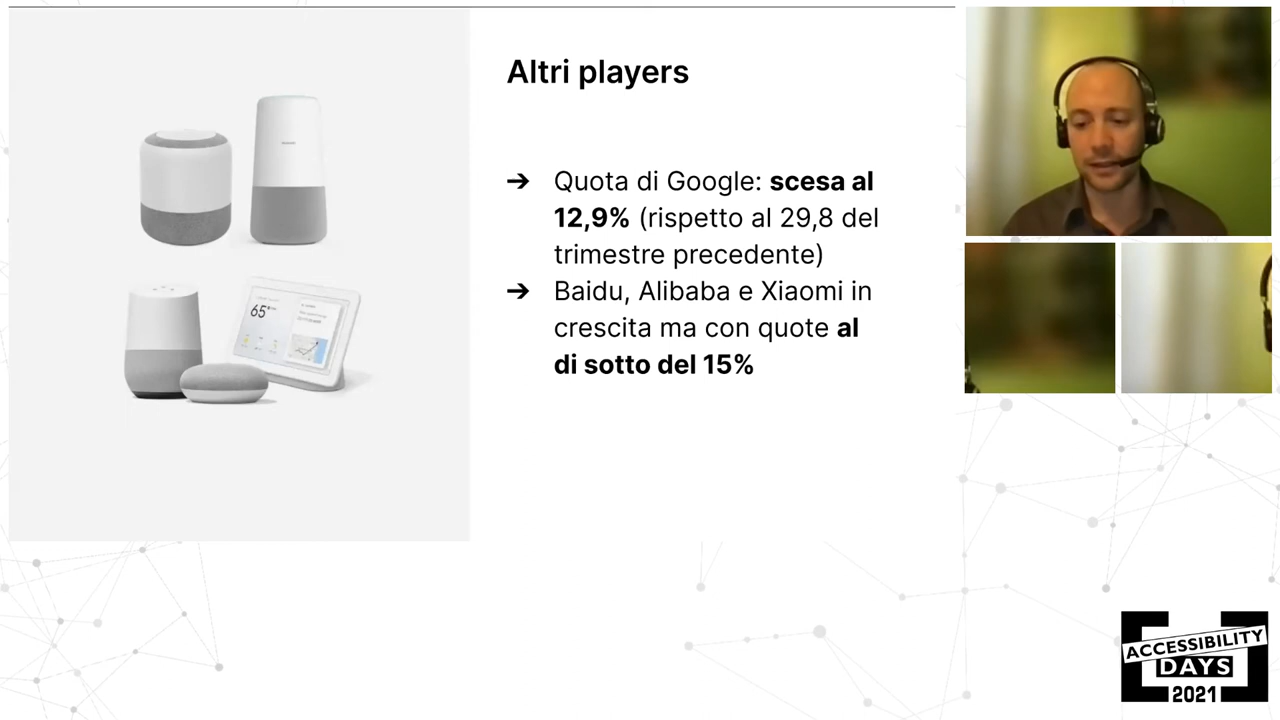 Altri players
➔ Quota di Google: scesa al
12,9% (rispetto al 29,8 del
trimestre precedente)
➔ Baidu, Alibaba e Xiaomi in
crescita ma con quote al
di sotto del 15%
65°
ACCESSIBILITY
DAYS
2021